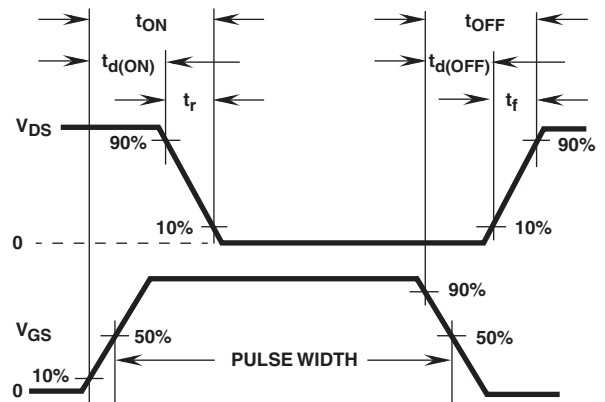 tON
tOFF
td(ON)
td(OFF)
tr
tf
VDS
90%
90%
10%
10%
0
90%
VGS
50%
50%
PULSE WIDTH
10%
0